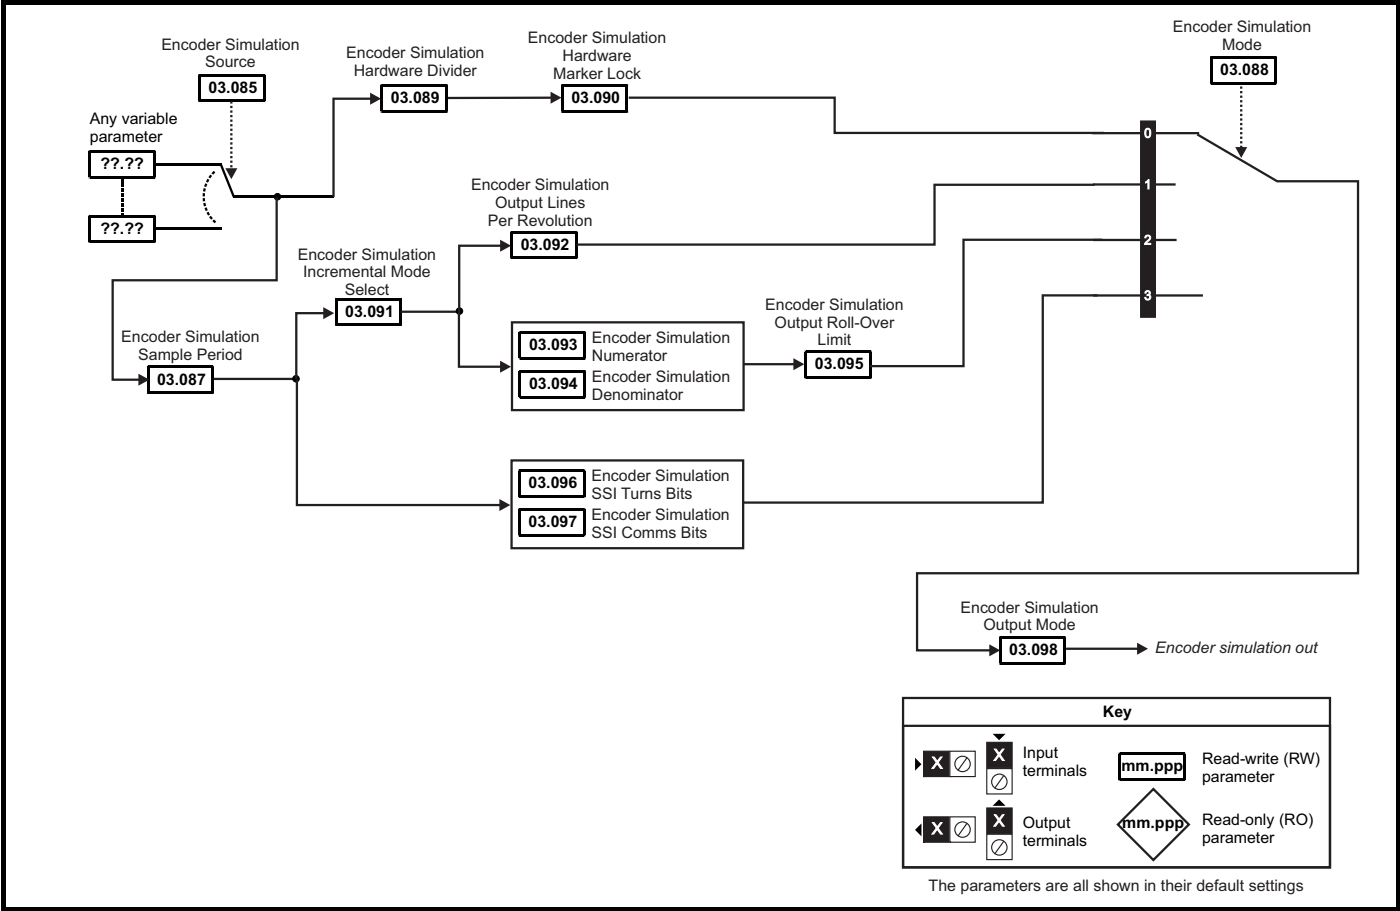 Encoder Simulation
Source
03.085
Any variable
parameter
??.??
??.??
Encoder Simulation
Hardware Divider
03.089
Encoder Simulation
Hardware
Marker Lock
03.090
Encoder Simulation
Mode
03.088
0
1
2
3
Encoder Simulation
Output Lines
Per Revolution
03.092
Encoder Simulation
Incremental Mode
Select
03.091
Encoder Simulation
Sample Period
03.087
03.093
Encoder Simulation
Numerator
03.094
Encoder Simulation
Denominator
Encoder Simulation
Output Roll-Over
Limit
03.095
03.096
Encoder Simulation
SSI Turns Bits
03.097
Encoder Simulation
SSI Comms Bits
Encoder Simulation
Output Mode
03.098
Encoder simulation out
Key
X
X
Input
terminals
mm.ppp
Read-write (RW)
parameter
X
X
Output
terminals
mm.ppp
Read-only (RO)
parameter
The parameters are all shown in their default settings